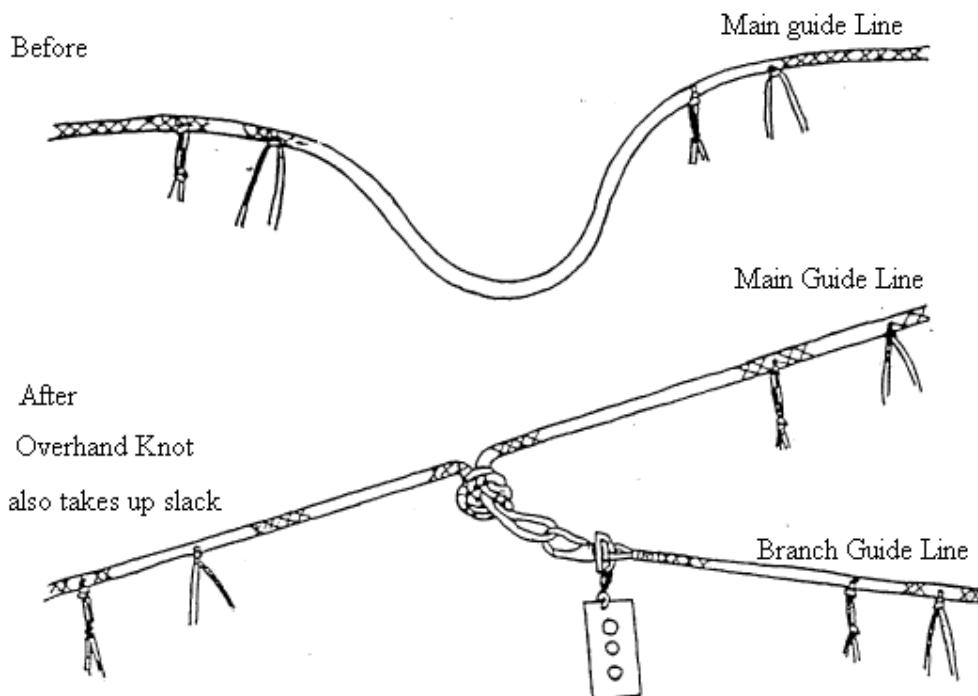 Before
Main guide Line
Main Guide Line
After
Overhand Knot
also takes up slack
Branch Guide Line